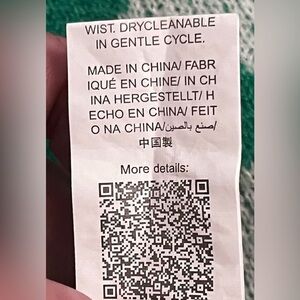 WIST. DRYCLEANABLE
IN GENTLE CYCLE.
MADE IN CHINA/ FABR
IQUÉ EN CHINE/ IN CH
INA HERGESTELLT/ H
ECHO EN CHINA/ FEIT
O NA CHINA/صنع بالصين/
中国製
More details: